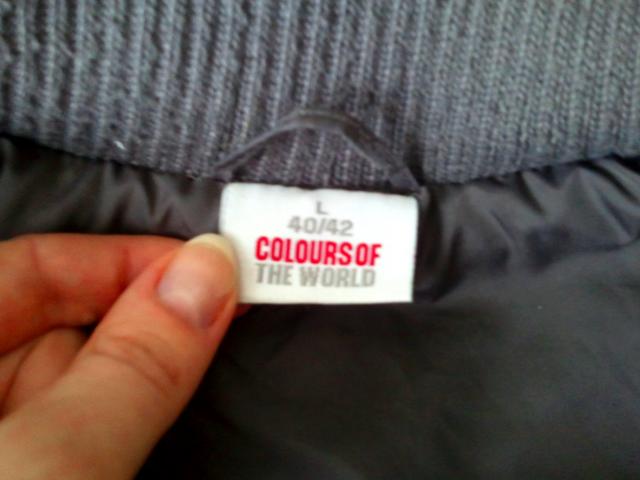 L
40/42
COLOURS OF
THE WORLD